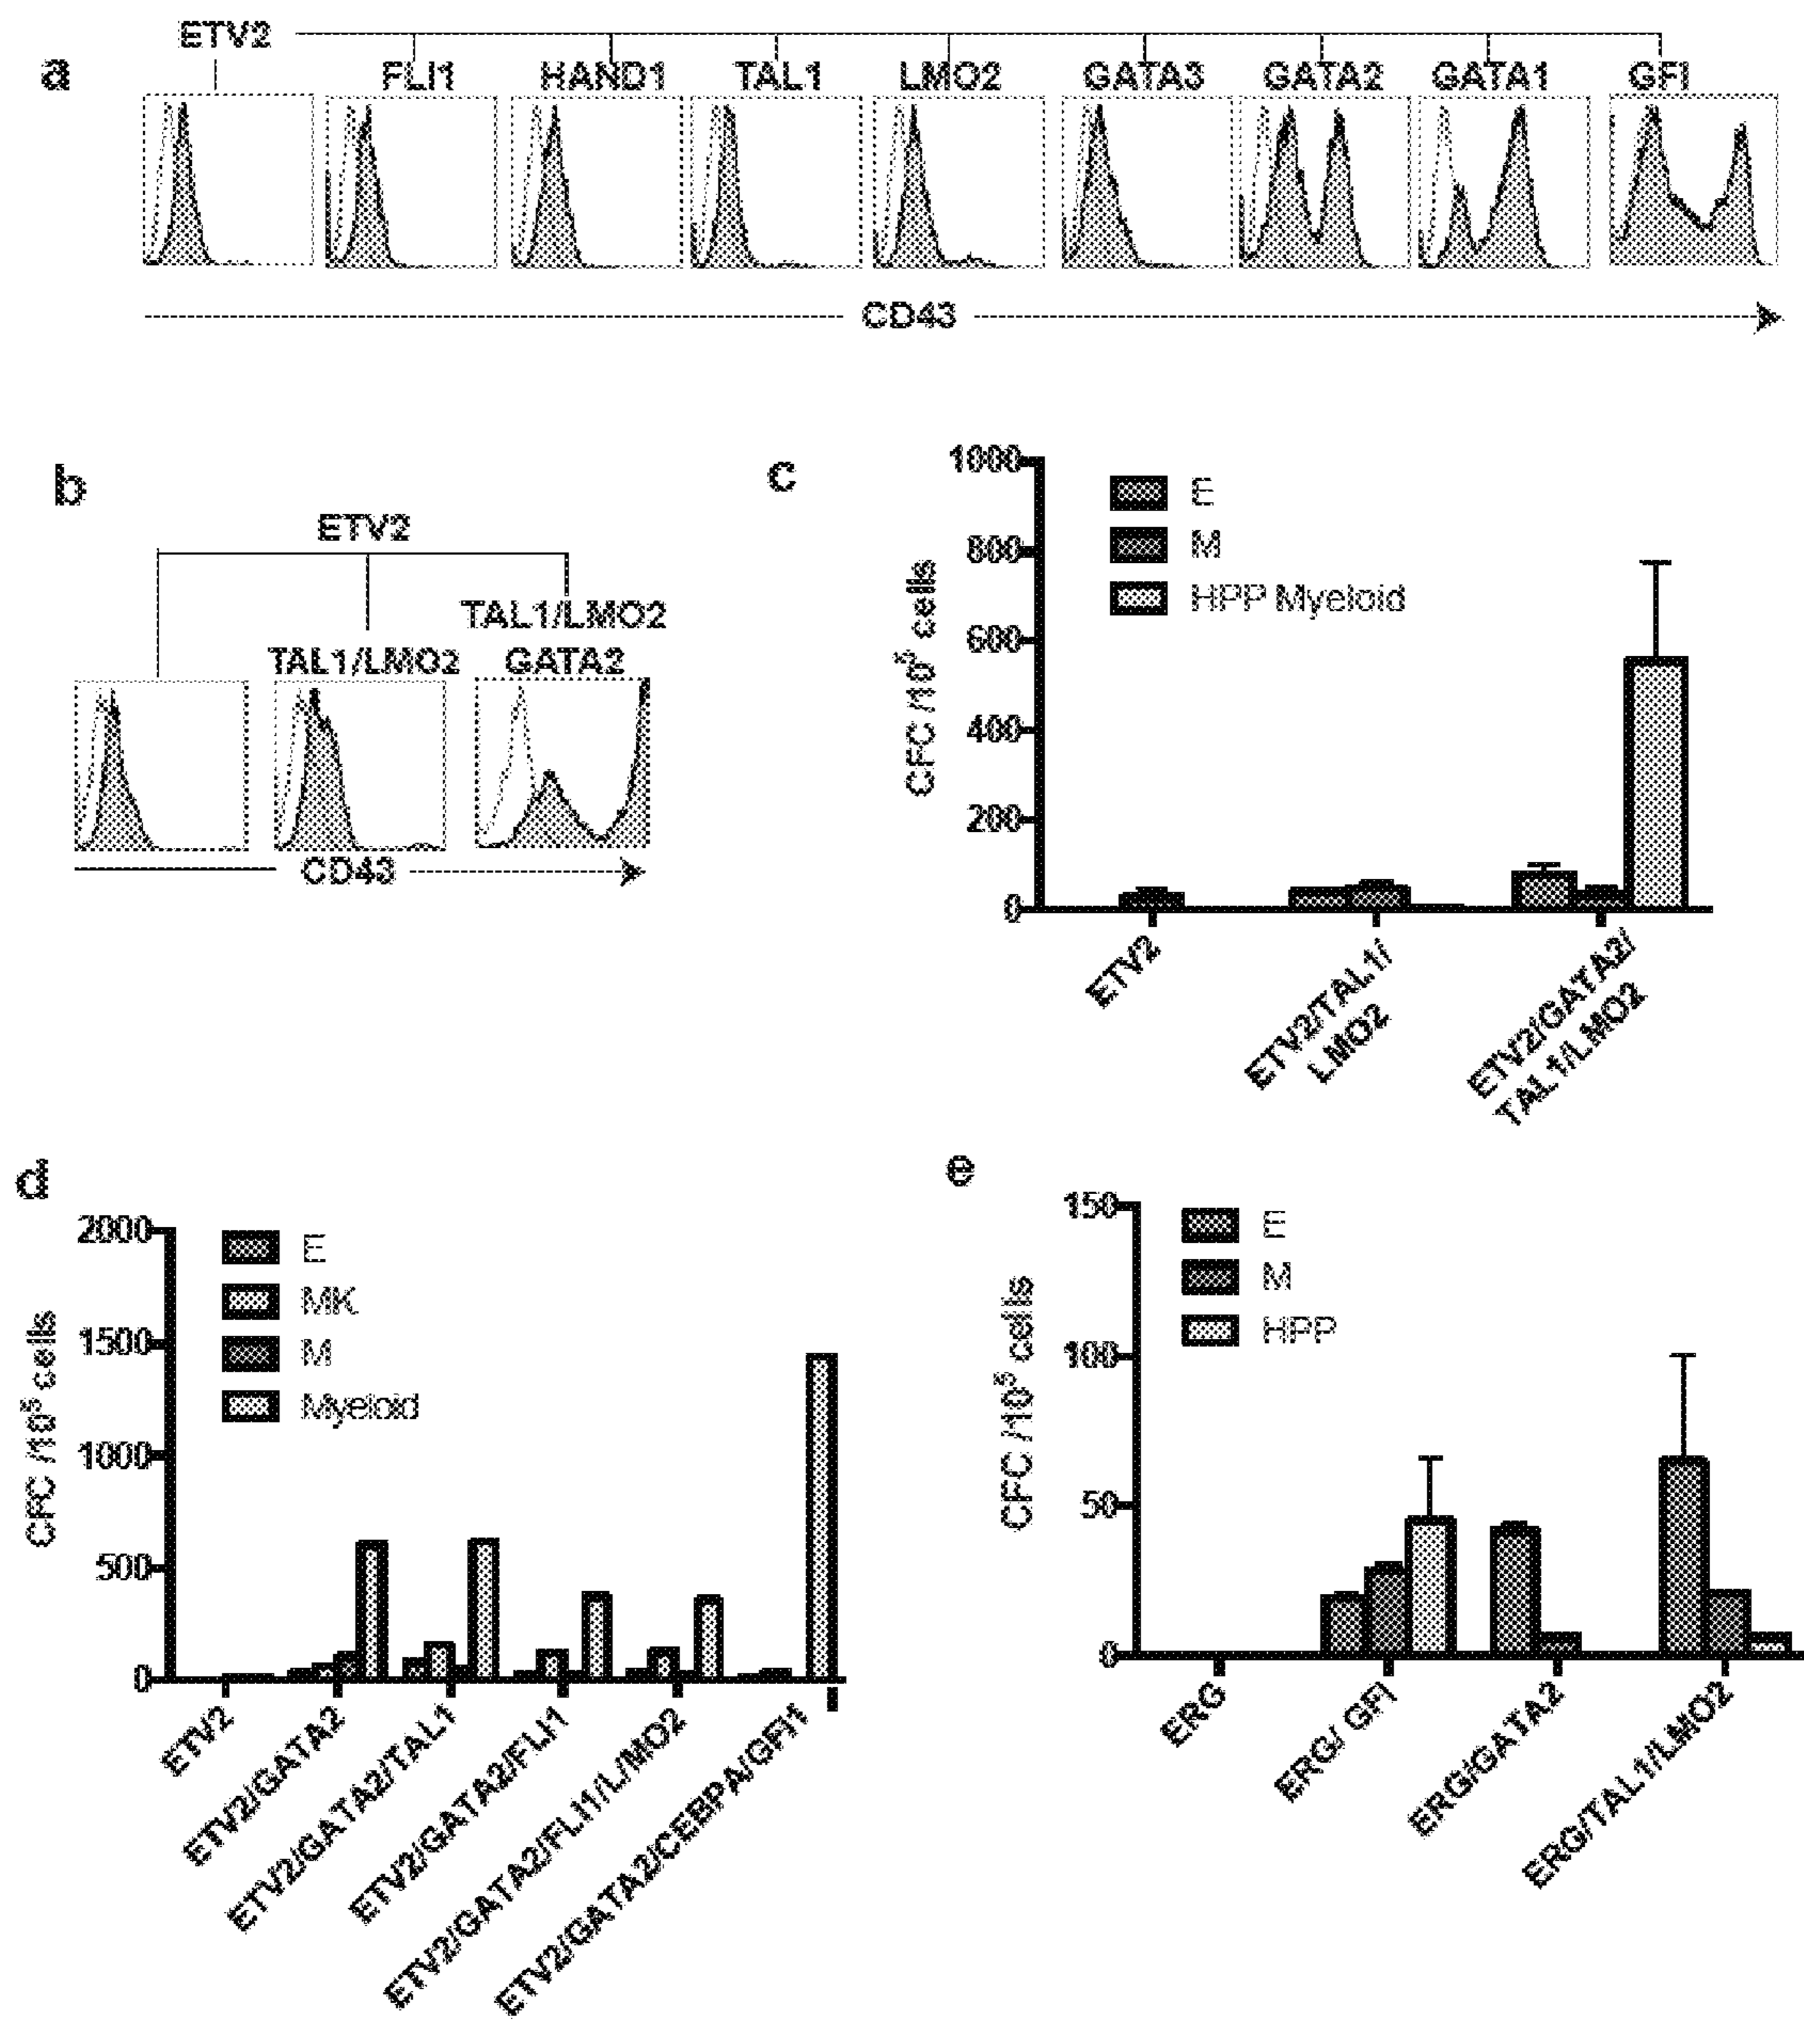 a
ETV2
FLI1 HAND1 TAL1 LMO2 GATA3 GATA2 GATA1 GFI
CD43
b
ETV2
TAL1/LMO2
TAL1/LMO2 GATA2
CD43
c
CFC /10⁵ cells
1000
800
600
400
200
0
E
M
HPP Myeloid
ETV2
ETV2/TAL1/
LMO2
ETV2/GATA2/
TAL1/LMO2
d
CFC /10⁵ cells
2000
1500
1000
500
0
E
MK
M
Myeloid
ETV2
ETV2/GATA2
ETV2/GATA2/TAL1
ETV2/GATA2/FLI1
ETV2/GATA2/FLI1/L/MO2
ETV2/GATA2/CEBPA/GFI1
e
CFC /10⁵ cells
150
100
50
0
E
M
HPP
ERG
ERG/ GFI
ERG/GATA2
ERG/TAL1/LMO2